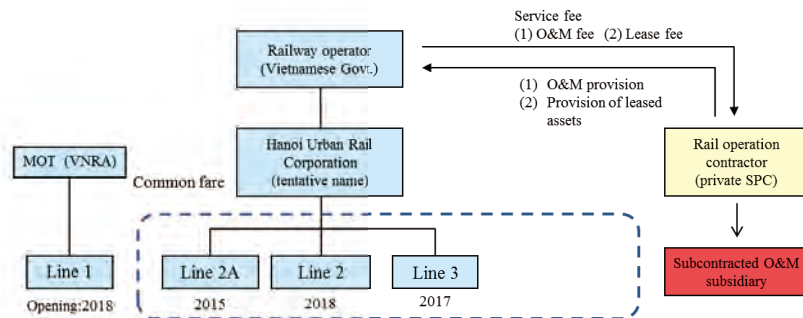 Service fee
(1) O&M fee (2) Lease fee
Railway operator
(Vietnamese Govt.)
(1) O&M provision
(2) Provision of leased
assets
Hanoi Urban Rail
Corporation
(tentative name)
MOT (VNRA)
Common fare
Rail operation
contractor
(private SPC)
Line 1
Line 2A
Line 2
Line 3
Subcontracted O&M
subsidiary
Opening:2018
2015
2018
2017